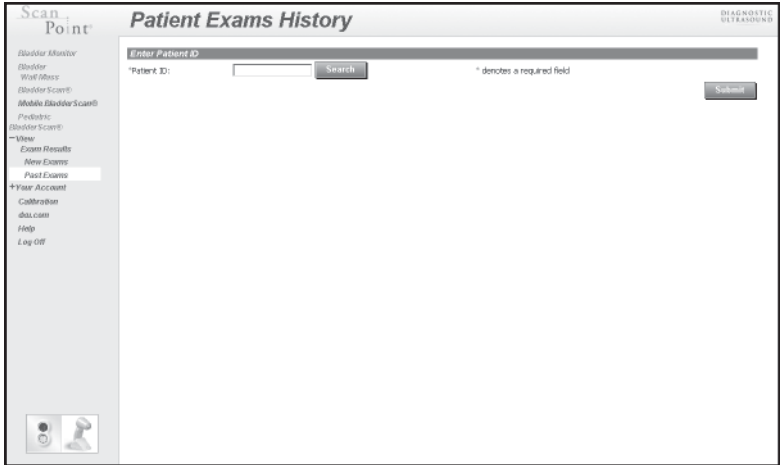 Scan
Point
Patient Exams History
DIAGNOSTIC
ULTRASOUND
Bladder Monitor
Bladder
Wall Mass
BladderScan®
Mobile BladderScan®
Pediatric
BladderScan®
−View
Exam Results
New Exams
Past Exams
+Your Account
Calibration
dxu.com
Help
Log Off
Enter Patient ID
*Patient ID:
Search
* denotes a required field
Submit